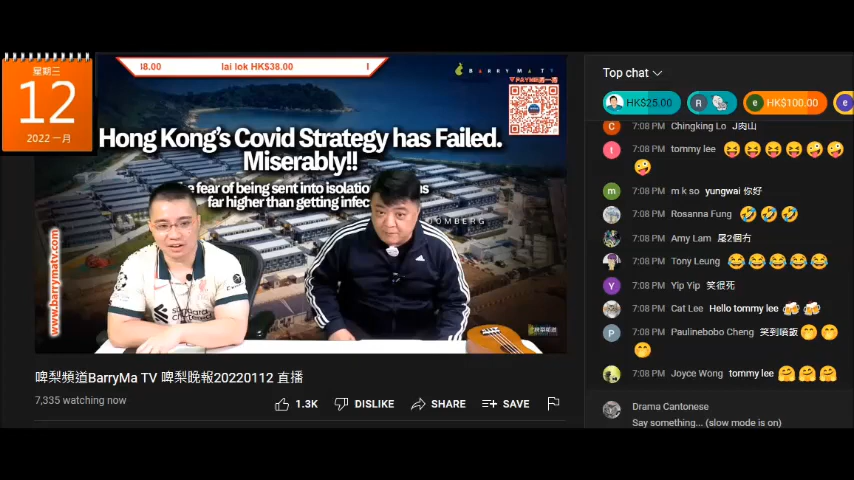 星期三
12
2022 一月
38.00
lai lok HK$38.00
BARRY MA TV
PAYME
Hong Kong's Covid Strategy has Failed.
Miserably!!
fear of being sent into isolation
far higher than getting infec
OMBERG
www.barrymatv.com
啤梨頻道BarryMa TV 啤梨晚報20220112 直播
7,335 watching now
1.3K
DISLIKE
SHARE
SAVE
Top chat
HK$25.00
R
e HK$100.00
e
C 7:08 PM Chingking Lo J肉山
t 7:08 PM tommy lee 😝😝😝😝🤪🤪
🤪
m 7:08 PM m k so yungwai 你好
7:08 PM Rosanna Fung 🤣🤣🤣
7:08 PM Amy Lam 屋2個冇
7:08 PM Tony Leung 😂😂😂😂😂
Y 7:08 PM Yip Yip 笑很死
7:08 PM Cat Lee Hello tommy lee 🍻🍻
P 7:08 PM Paulinebobo Cheng 笑到噴飯🤭🤭
🤭
7:08 PM Joyce Wong tommy lee 🤗🤗🤗
Drama Cantonese
Say something... (slow mode is on)